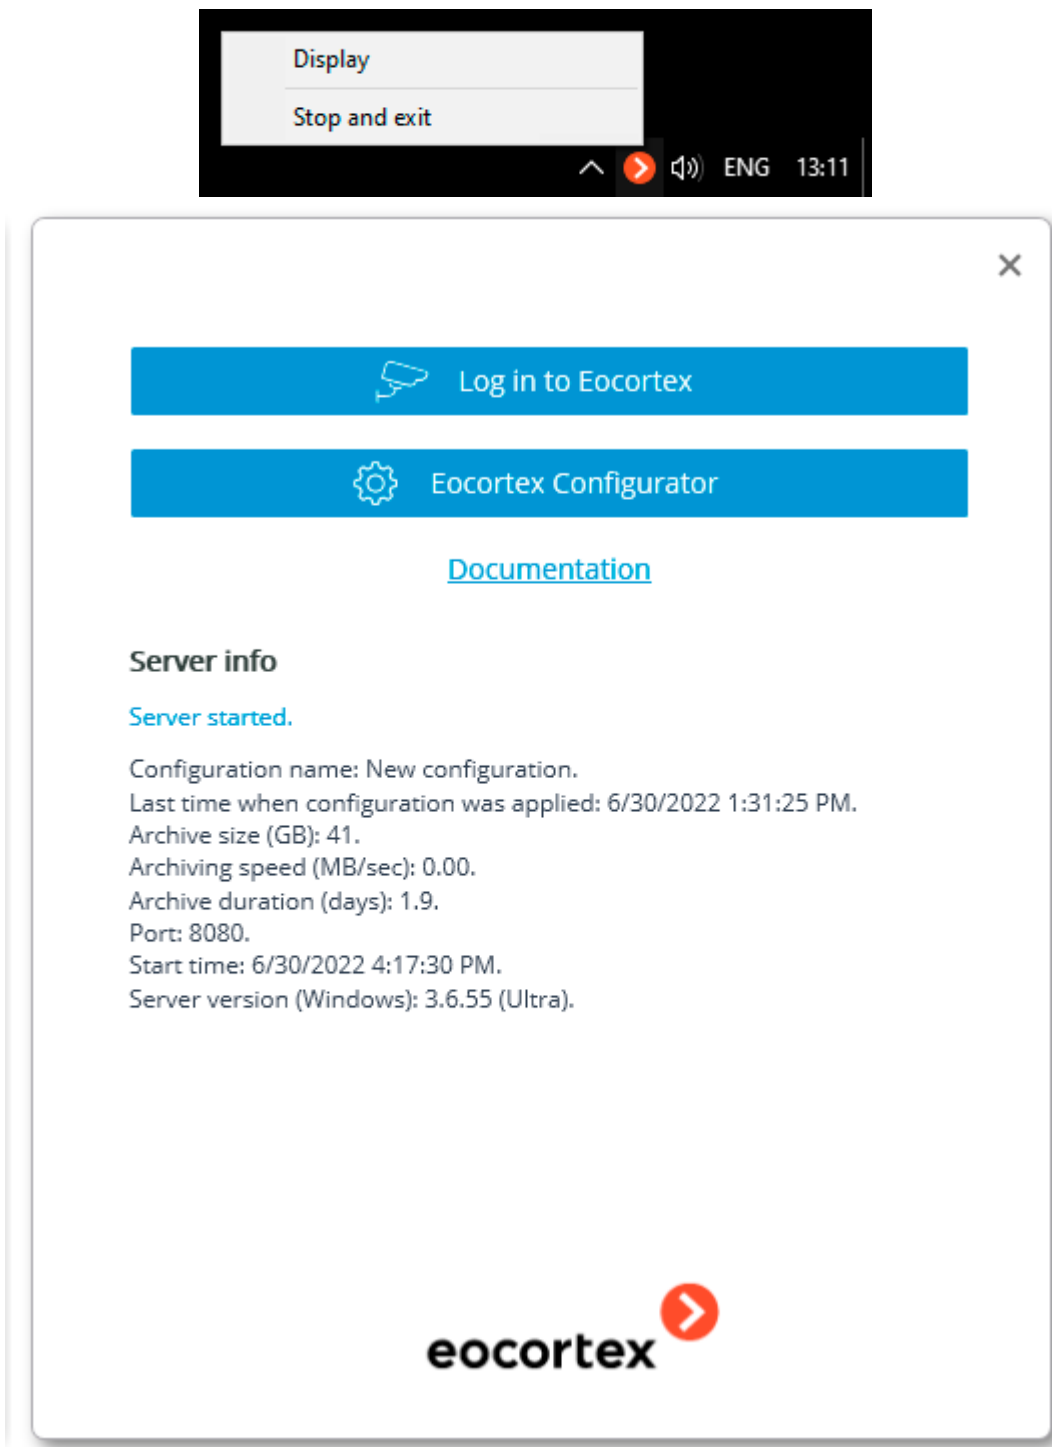 Display
Stop and exit
ENG 13:11
Log in to Eocortex
Eocortex Configurator
Documentation
Server info
Server started.
Configuration name: New configuration.
Last time when configuration was applied: 6/30/2022 1:31:25 PM.
Archive size (GB): 41.
Archiving speed (MB/sec): 0.00.
Archive duration (days): 1.9.
Port: 8080.
Start time: 6/30/2022 4:17:30 PM.
Server version (Windows): 3.6.55 (Ultra).
eocortex